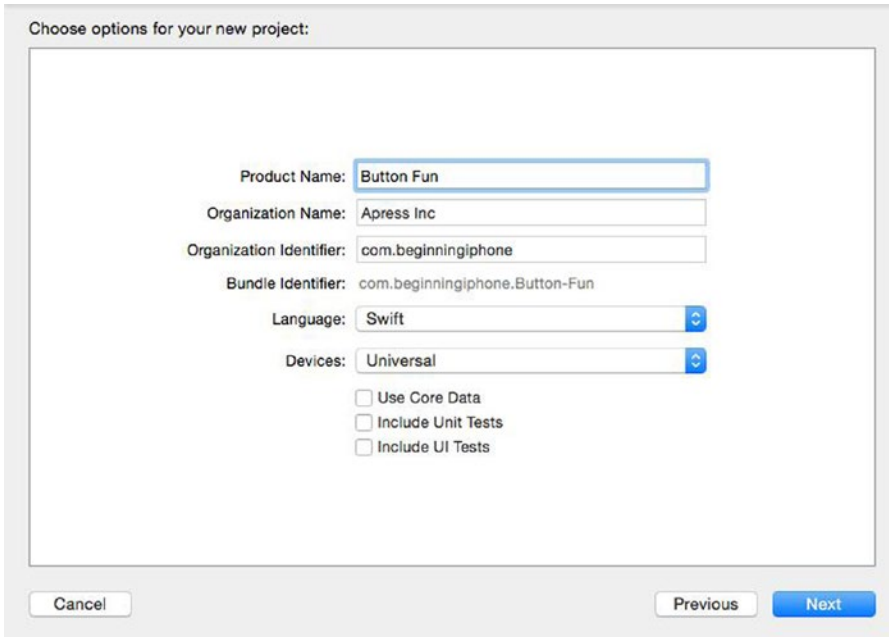 Choose options for your new project:
Product Name: Button Fun
Organization Name: Apress Inc
Organization Identifier: com.beginningiphone
Bundle Identifier: com.beginningiphone.Button-Fun
Language: Swift
Devices: Universal
Use Core Data
Include Unit Tests
Include UI Tests
Cancel Previous Next